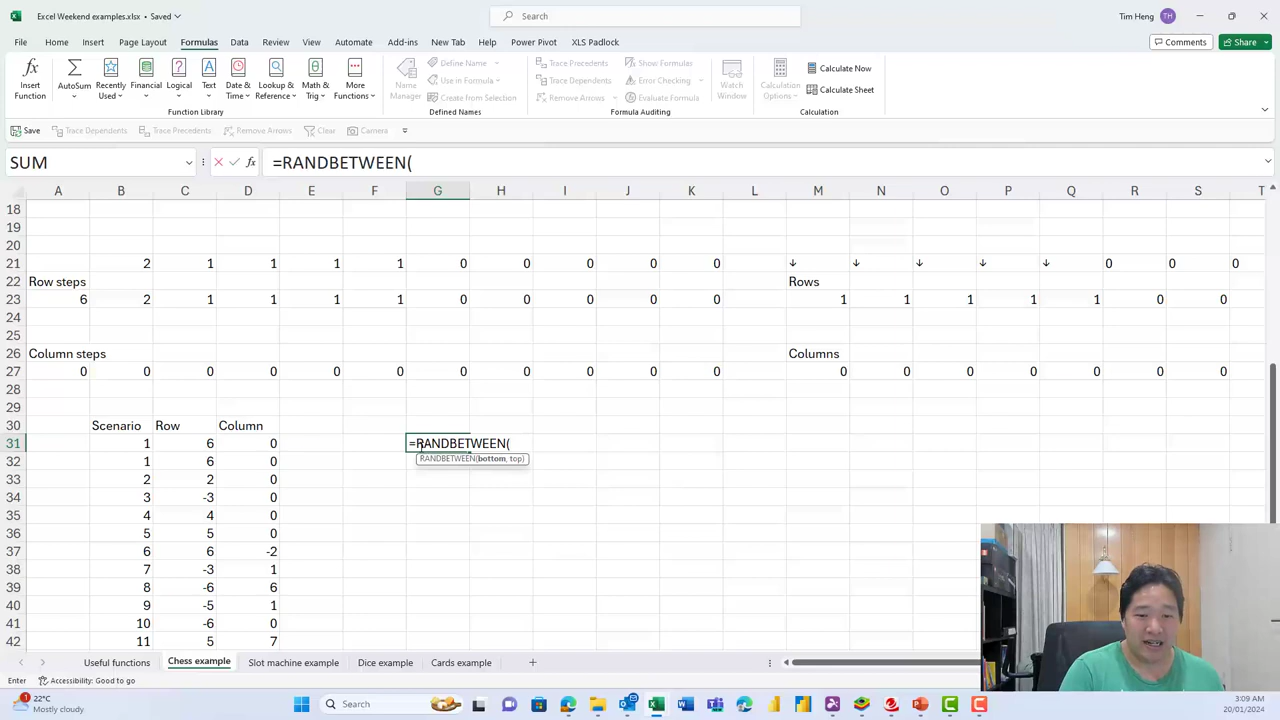 Excel Weekend examples.xlsx • Saved
Search
Tim Heng TH
File Home Insert Page Layout Formulas Data Review View Automate Add-ins New Tab Help Power Pivot XLS Padlock
Comments Share
Insert Function
AutoSum
Recently Used
Financial
Logical
Text
Date & Time
Lookup & Reference
Math & Trig
More Functions
Function Library
Name Manager
Define Name
Use in Formula
Create from Selection
Defined Names
Trace Precedents
Trace Dependents
Remove Arrows
Show Formulas
Error Checking
Evaluate Formula
Formula Auditing
Watch Window
Calculation Options
Calculate Now
Calculate Sheet
Calculation
Save Trace Dependents Trace Precedents Remove Arrows Clear Camera
SUM fx =RANDBETWEEN(
A B C D E F G H I J K L M N O P Q R S T
18
19
20
21 2 1 1 1 1 0 0 0 0 0 ↓ ↓ ↓ ↓ ↓ 0 0 0
22 Row steps Rows
23 6 2 1 1 1 1 0 0 0 0 0 1 1 1 1 1 0 0
24
25
26 Column steps Columns
27 0 0 0 0 0 0 0 0 0 0 0 0 0 0 0 0 0 0
28
29
30 Scenario Row Column
31 1 6 0 =RANDBETWEEN(
RANDBETWEEN(bottom, top)
32 1 6 0
33 2 2 0
34 3 -3 0
35 4 4 0
36 5 5 0
37 6 6 -2
38 7 -3 1
39 8 -6 6
40 9 -5 1
41 10 -6 0
42 11 5 7
Useful functions Chess example Slot machine example Dice example Cards example
Enter Accessibility: Good to go
1 22°C
Mostly cloudy
Search
3:09 AM
20/01/2024